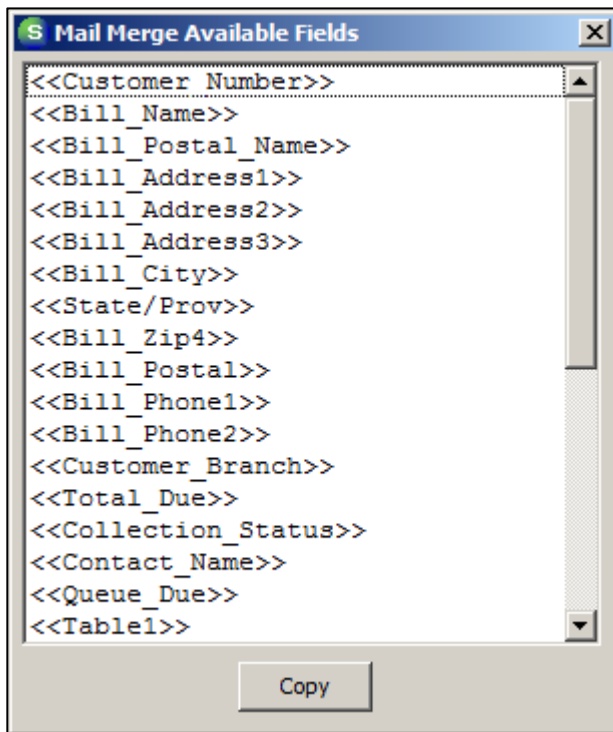 S Mail Merge Available Fields
<<Customer_Number>>
<<Bill_Name>>
<<Bill_Postal_Name>>
<<Bill_Address1>>
<<Bill_Address2>>
<<Bill_Address3>>
<<Bill_City>>
<<State/Prov>>
<<Bill_Zip4>>
<<Bill_Postal>>
<<Bill_Phone1>>
<<Bill_Phone2>>
<<Customer_Branch>>
<<Total_Due>>
<<Collection_Status>>
<<Contact_Name>>
<<Queue_Due>>
<<Table1>>
Copy